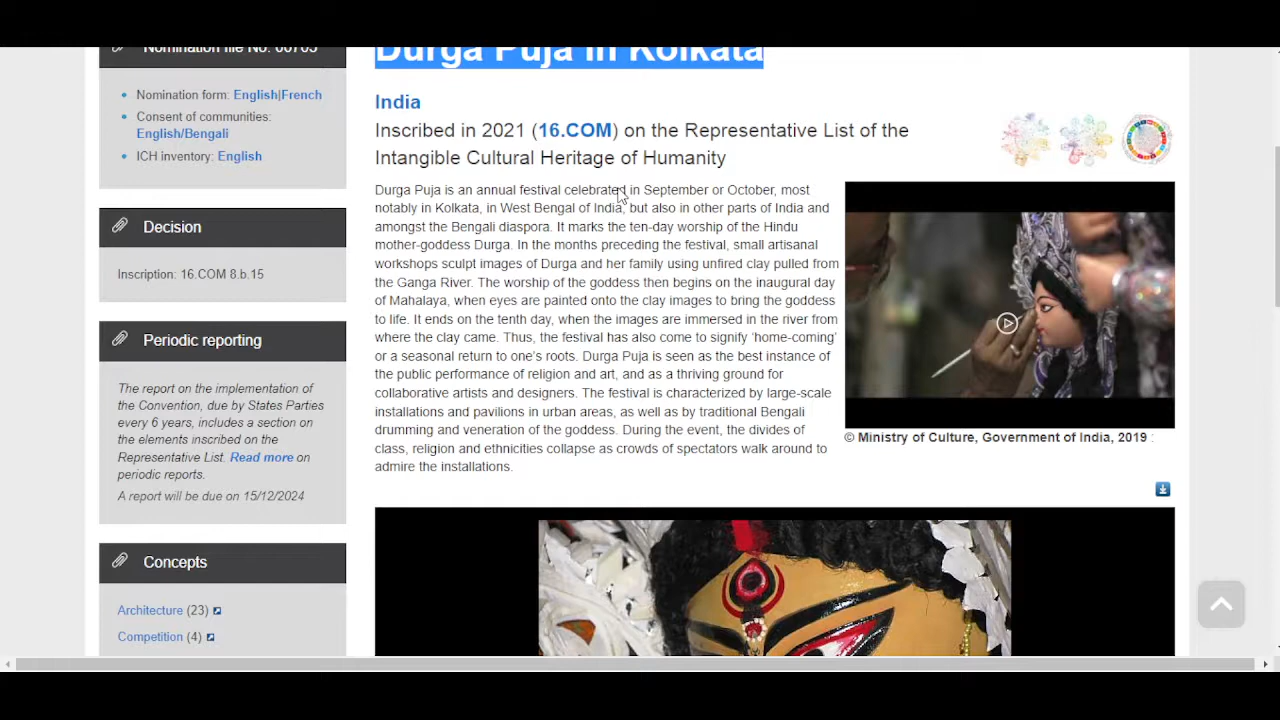 Nomination file No. 00703
Durga Puja in Kolkata
Nomination form: English|French
Consent of communities:
English/Bengali
ICH inventory: English
Decision
Inscription: 16.COM 8.b.15
Periodic reporting
The report on the implementation of
the Convention, due by States Parties
every 6 years, includes a section on
the elements inscribed on the
Representative List. Read more on
periodic reports.
A report will be due on 15/12/2024
Concepts
Architecture (23)
Competition (4)
India
Inscribed in 2021 (16.COM) on the Representative List of the
Intangible Cultural Heritage of Humanity
Durga Puja is an annual festival celebrated in September or October, most
notably in Kolkata, in West Bengal of India, but also in other parts of India and
amongst the Bengali diaspora. It marks the ten-day worship of the Hindu
mother-goddess Durga. In the months preceding the festival, small artisanal
workshops sculpt images of Durga and her family using unfired clay pulled from
the Ganga River. The worship of the goddess then begins on the inaugural day
of Mahalaya, when eyes are painted onto the clay images to bring the goddess
to life. It ends on the tenth day, when the images are immersed in the river from
where the clay came. Thus, the festival has also come to signify ‘home-coming’
or a seasonal return to one’s roots. Durga Puja is seen as the best instance of
the public performance of religion and art, and as a thriving ground for
collaborative artists and designers. The festival is characterized by large-scale
installations and pavilions in urban areas, as well as by traditional Bengali
drumming and veneration of the goddess. During the event, the divides of
class, religion and ethnicities collapse as crowds of spectators walk around to
admire the installations.
© Ministry of Culture, Government of India, 2019 :